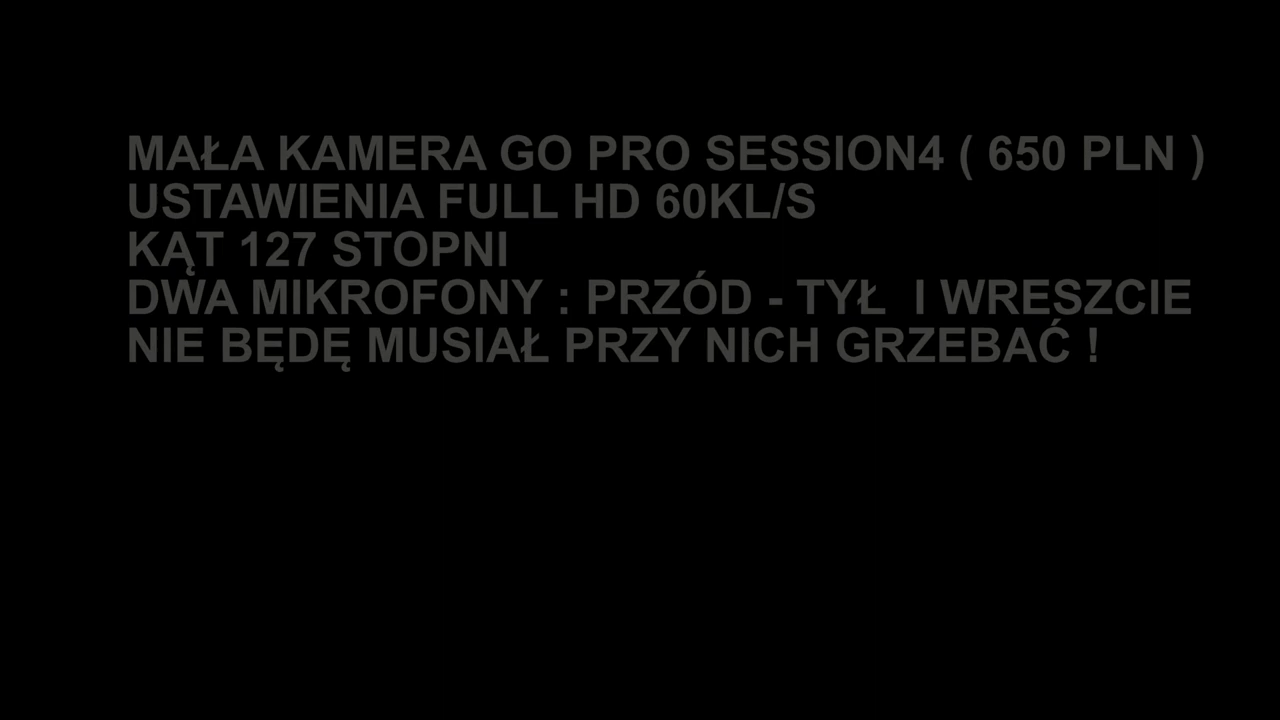 MAŁA KAMERA GO PRO SESSION4 ( 650 PLN )
USTAWIENIA FULL HD 60KL/S
KĄT 127 STOPNI
DWA MIKROFONY : PRZÓD - TYŁ  I WRESZCIE
NIE BĘDĘ MUSIAŁ PRZY NICH GRZEBAĆ !